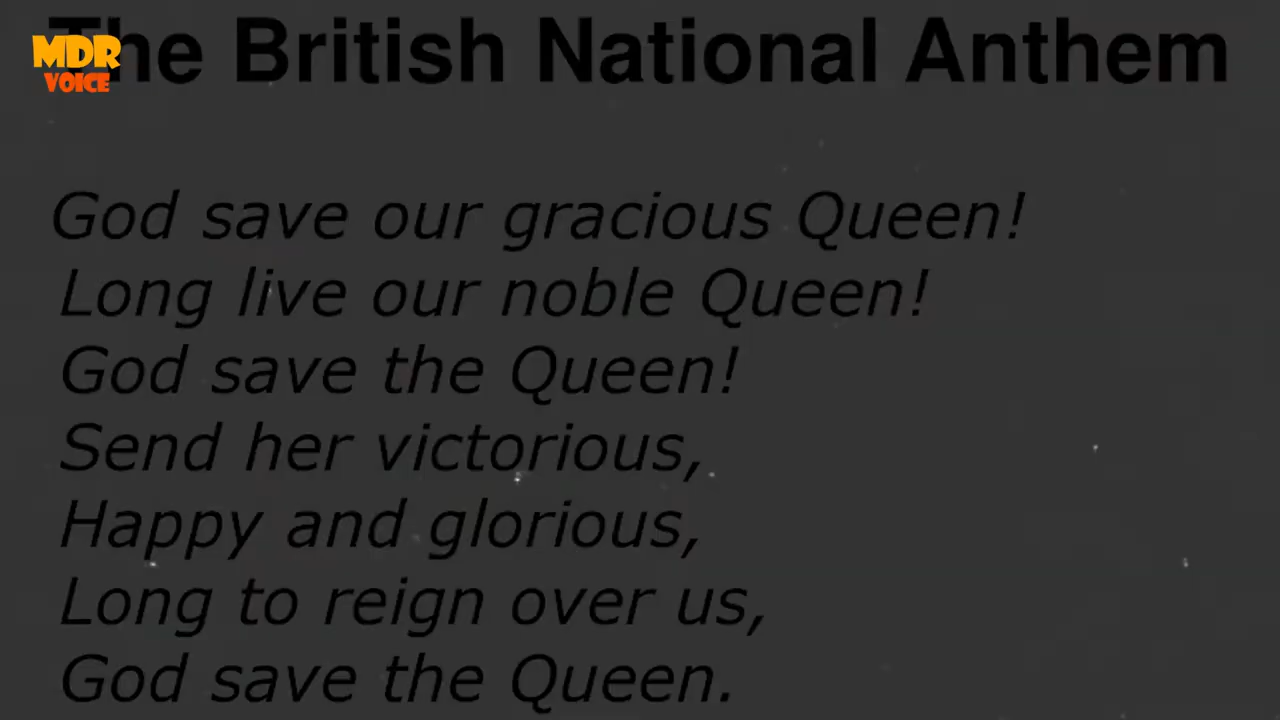 The British National Anthem
MDR
VOICE
God save our gracious Queen!
Long live our noble Queen!
God save the Queen!
Send her victorious,
Happy and glorious,
Long to reign over us,
God save the Queen.